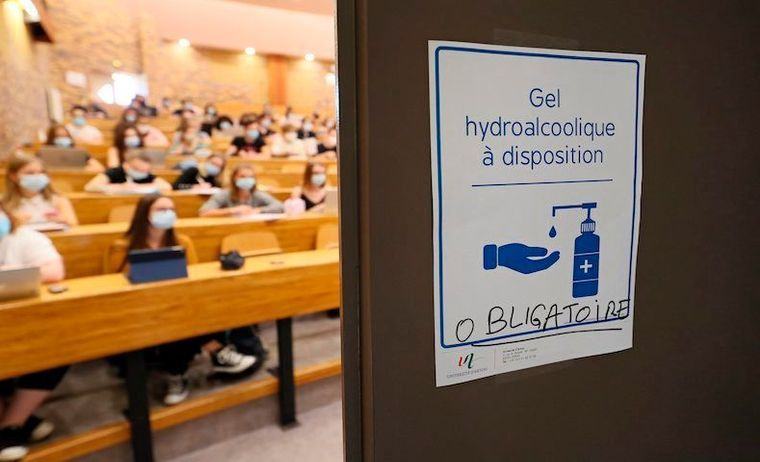 Gel
hydroalcoolique
à disposition
OBLIGATOIRE